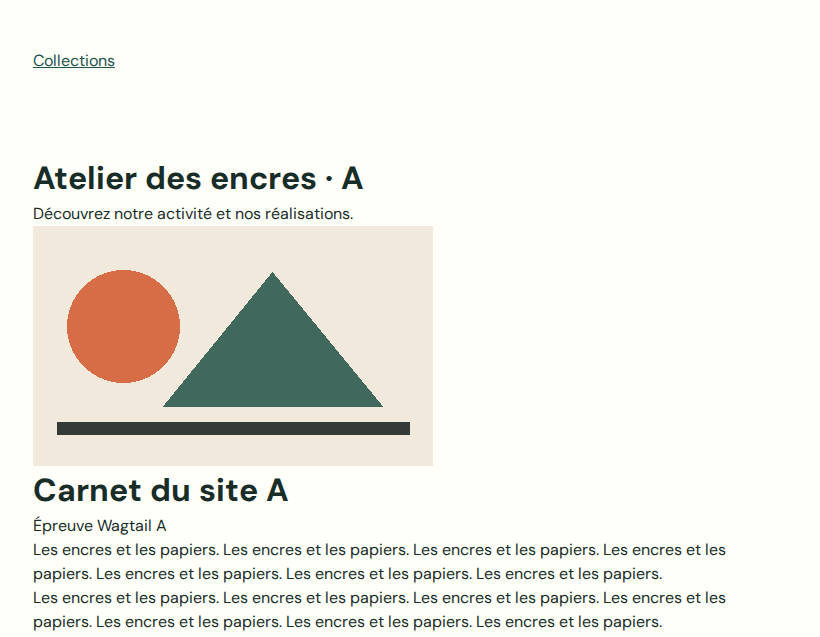 Collections
Atelier des encres · A
Découvrez notre activité et nos réalisations.
Carnet du site A
Épreuve Wagtail A
Les encres et les papiers. Les encres et les papiers. Les encres et les papiers. Les encres et les
papiers. Les encres et les papiers. Les encres et les papiers. Les encres et les papiers.
Les encres et les papiers. Les encres et les papiers. Les encres et les papiers. Les encres et les
papiers. Les encres et les papiers. Les encres et les papiers. Les encres et les papiers.